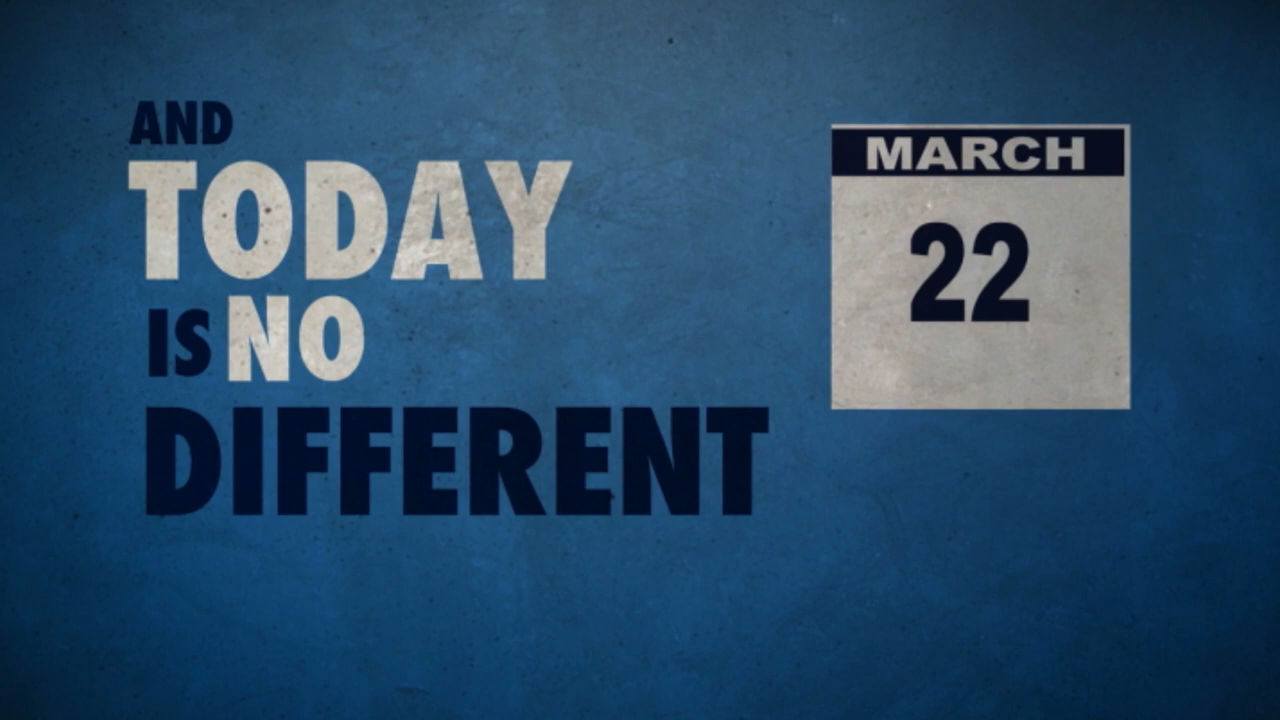 AND
TODAY
IS NO
DIFFERENT
MARCH
22